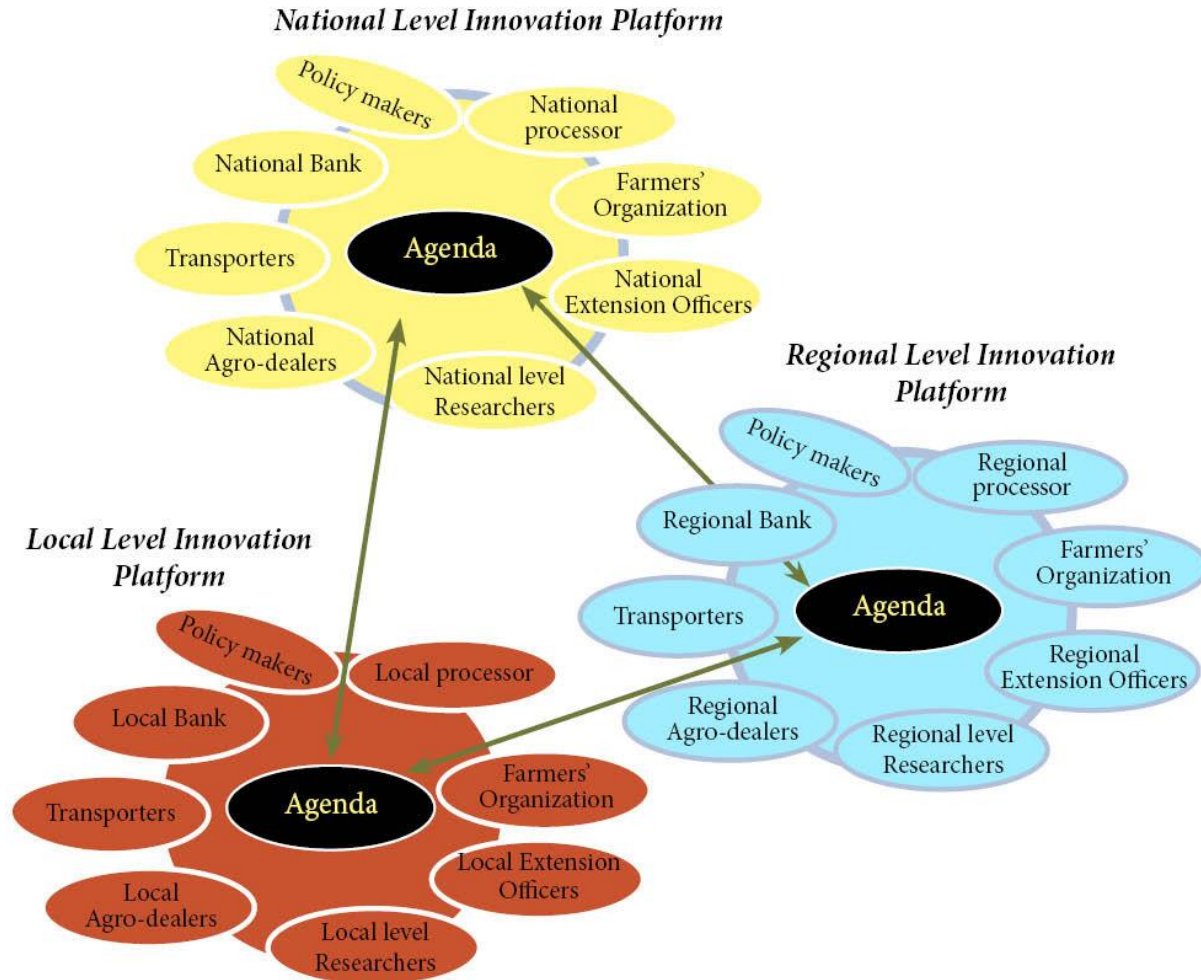 National Level Innovation Platform
Policy makers
National
processor
National Bank
Farmers'
Organization
Agenda
Transporters
National
Extension Officers
National
Agro-dealers
National level
Researchers
Regional Level Innovation
Platform
Policy makers
Regional
processor
Regional Bank
Farmers'
Organization
Agenda
Transporters
Regional
Extension Officers
Regional
Agro-dealers
Regional level
Researchers
Local Level Innovation
Platform
Policy makers
Local processor
Local Bank
Farmers'
Organization
Agenda
Transporters
Local Extension
Officers
Local
Agro-dealers
Local level
Researchers